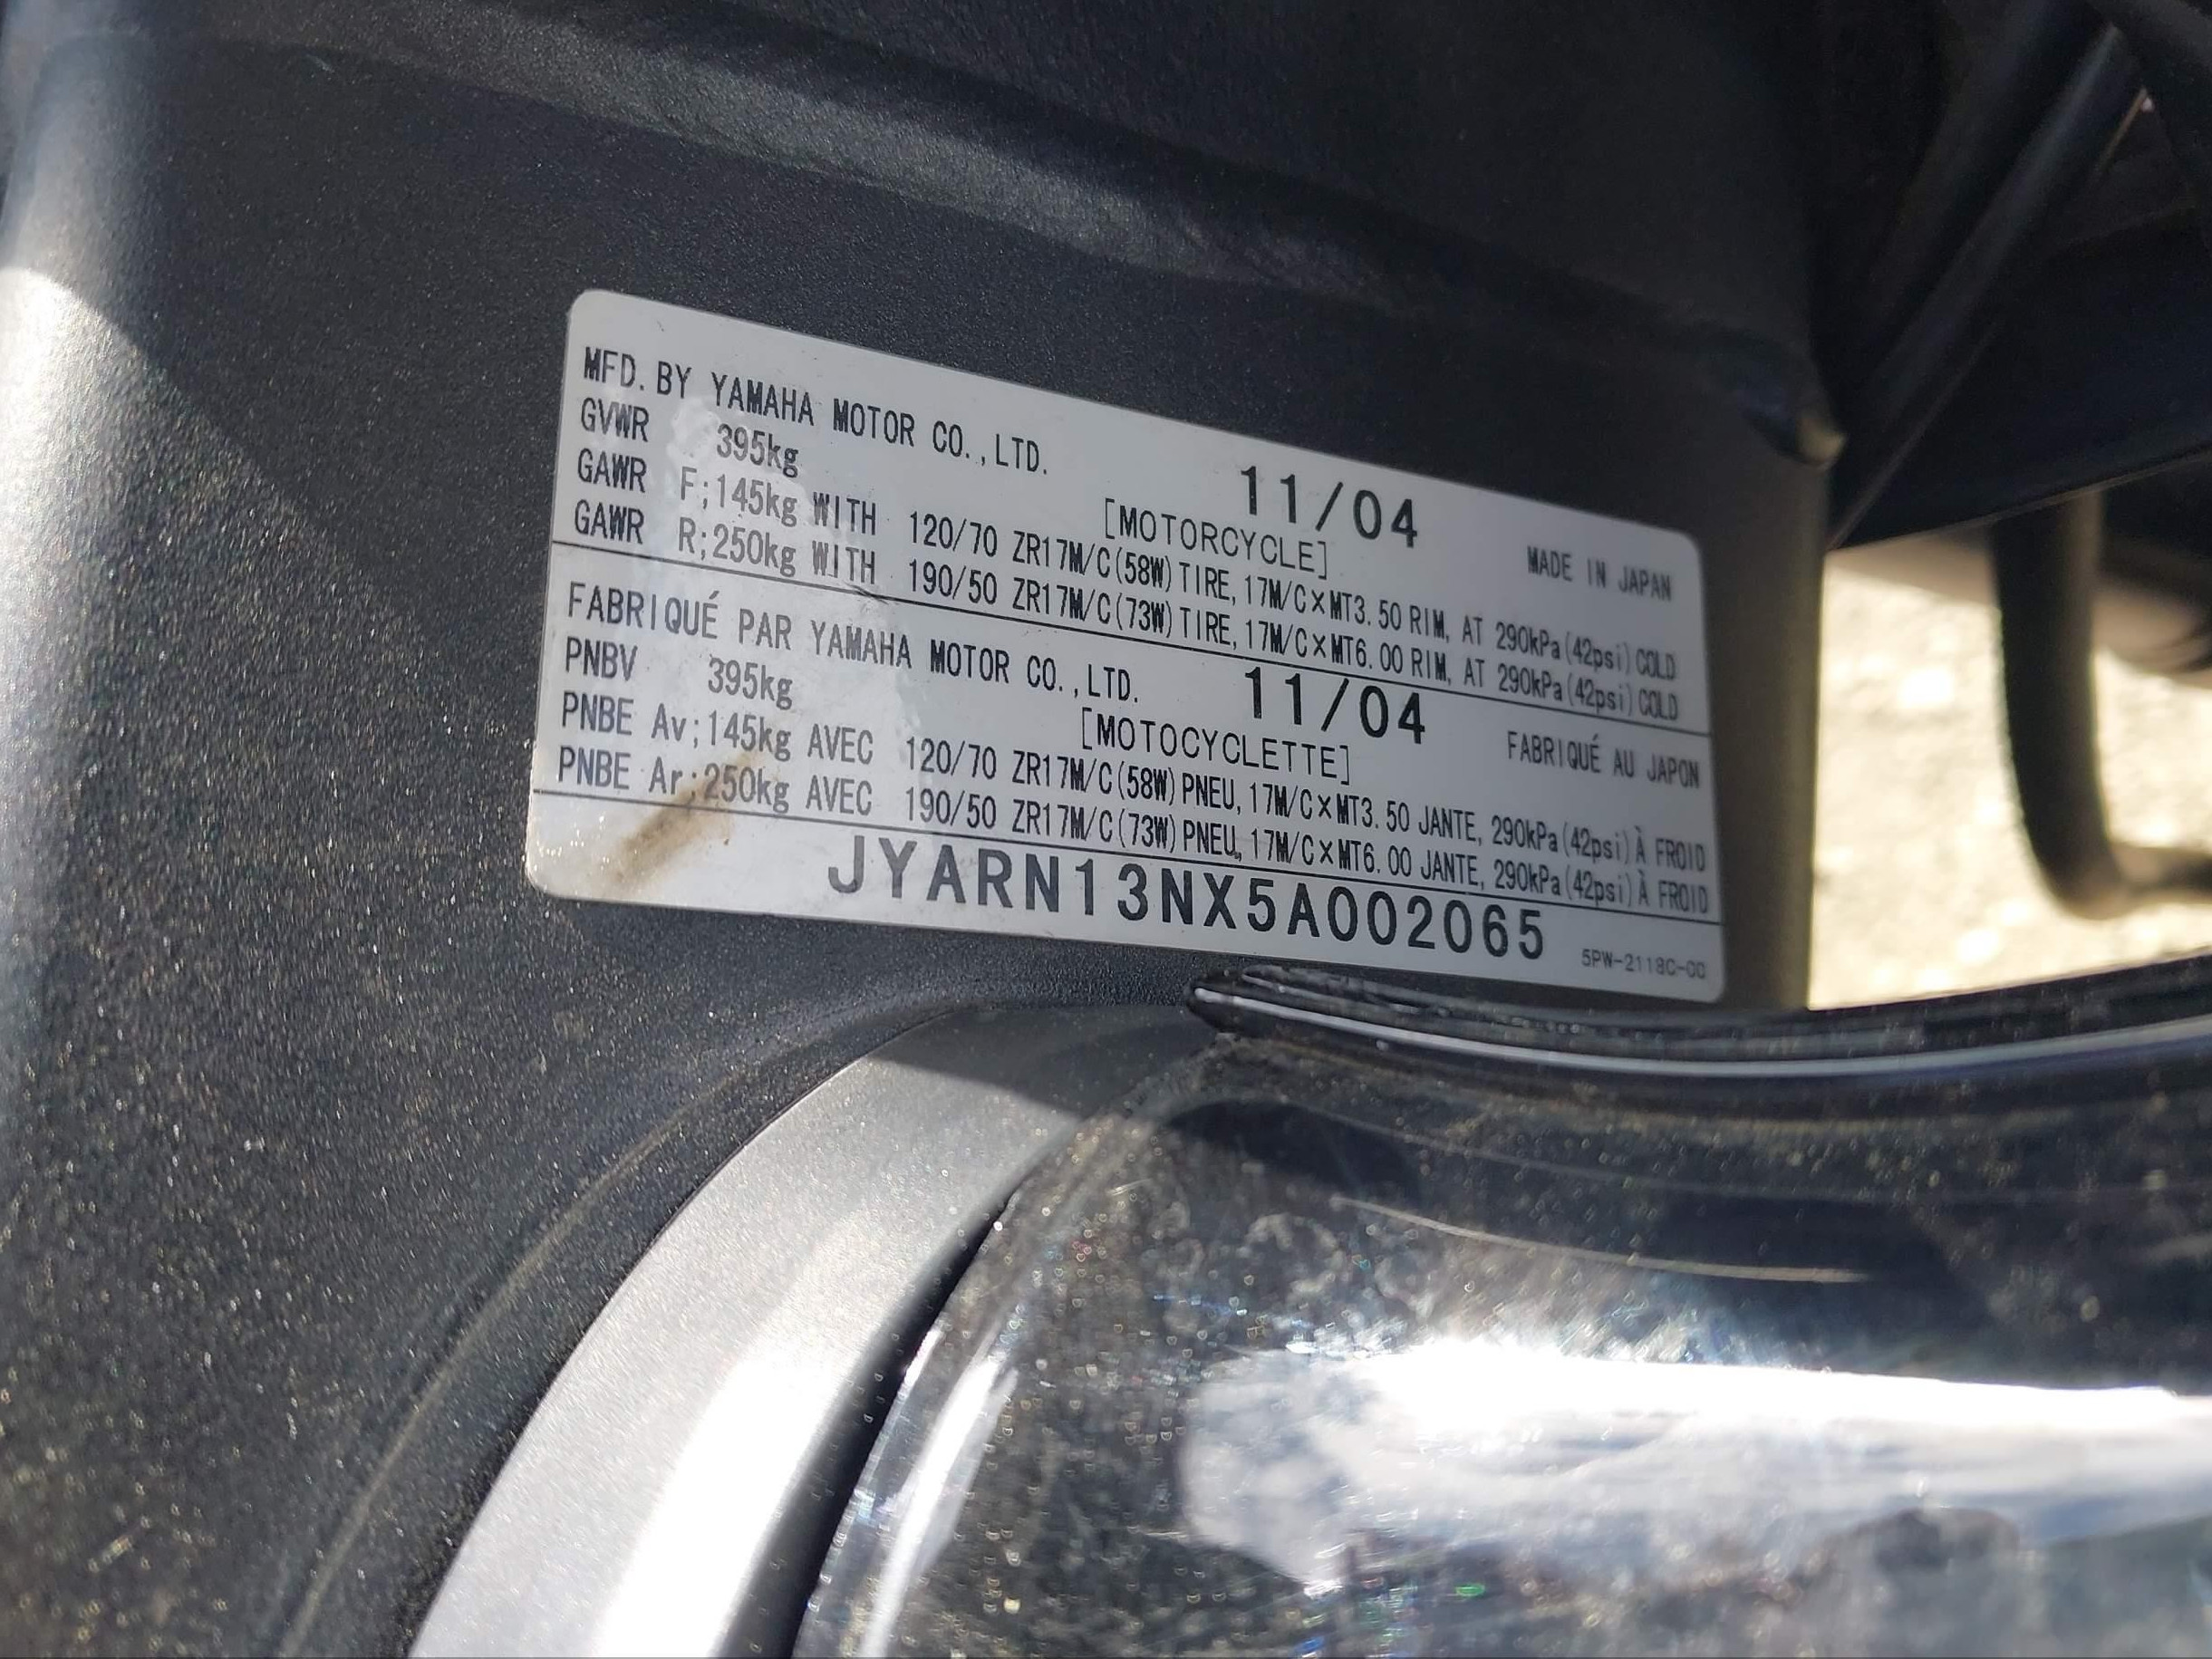 MFD. BY YAMAHA MOTOR CO., LTD. 11/04 MADE IN JAPAN
GVWR 395kg [MOTORCYCLE]
GAWR F;145kg WITH 120/70 ZR17M/C(58W) TIRE, 17M/C×MT3.50 RIM, AT 290kPa(42psi) COLD
GAWR R;250kg WITH 190/50 ZR17M/C(73W) TIRE, 17M/C×MT6.00 RIM, AT 290kPa(42psi) COLD
FABRIQUÉ PAR YAMAHA MOTOR CO., LTD. 11/04 FABRIQUÉ AU JAPON
PNBV 395kg [MOTOCYCLETTE]
PNBE Av;145kg AVEC 120/70 ZR17M/C(58W) PNEU, 17M/C×MT3.50 JANTE, 290kPa(42psi) À FROID
PNBE Ar;250kg AVEC 190/50 ZR17M/C(73W) PNEU, 17M/C×MT6.00 JANTE, 290kPa(42psi) À FROID
JYARN13NX5A002065
5PW-2118C-C0